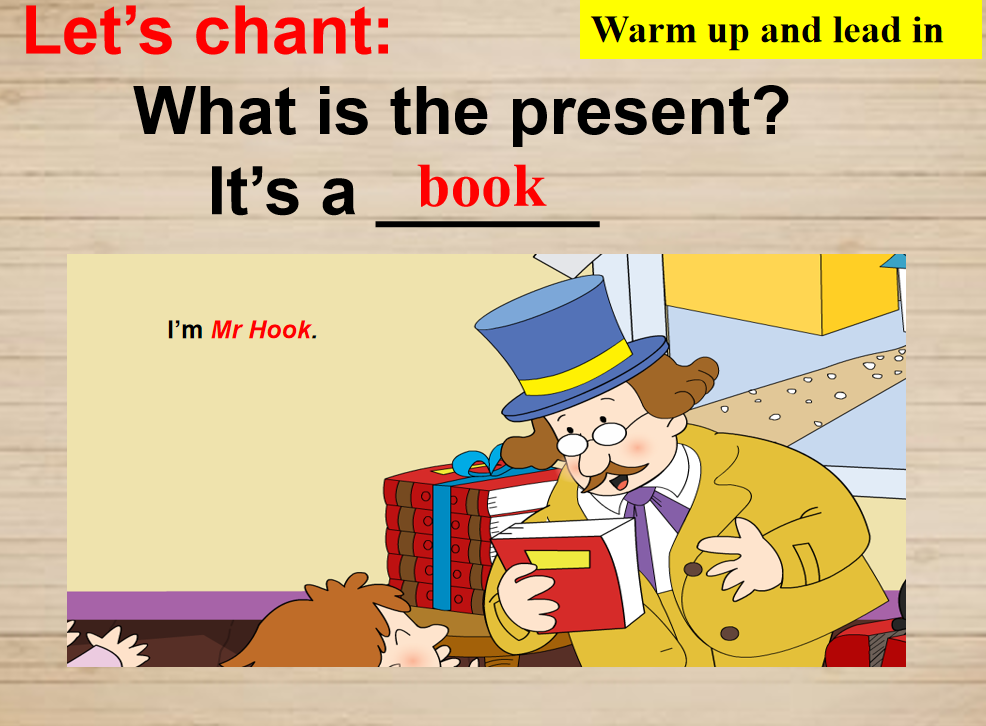 Let's chant:
Warm up and lead in
What is the present?
It's a book
I'm Mr Hook.